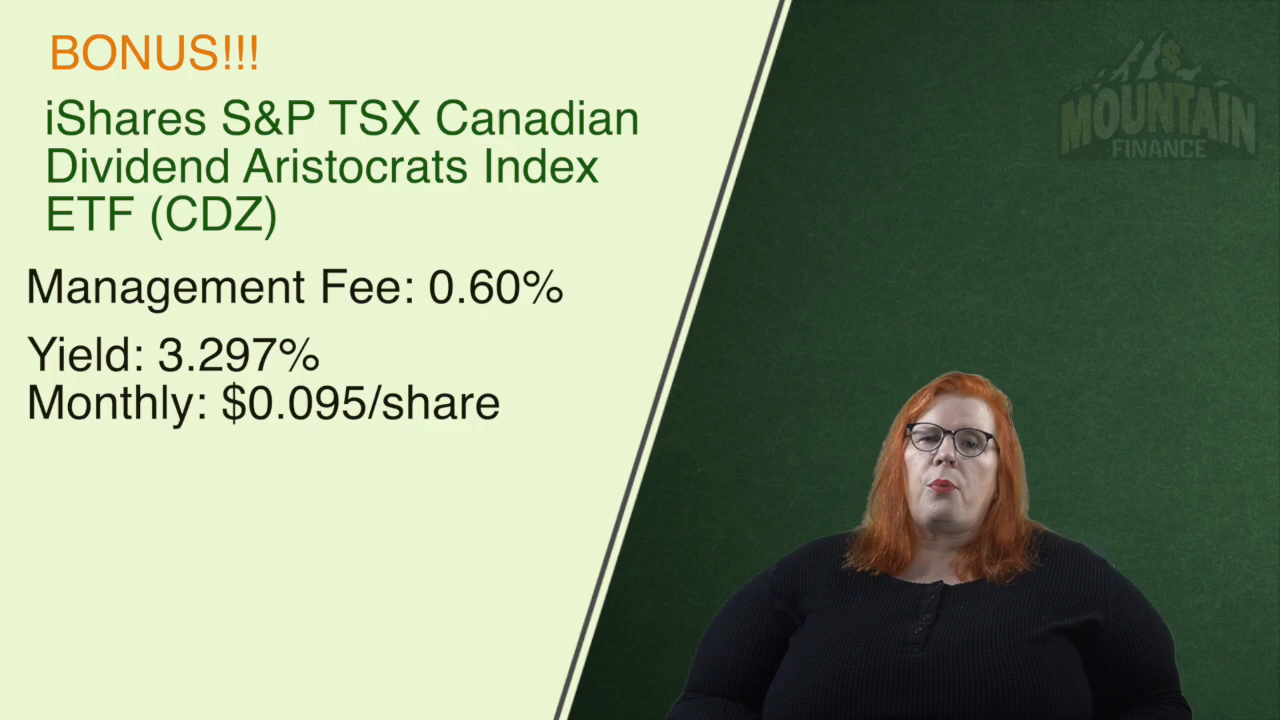 BONUS!!!
iShares S&P TSX Canadian
Dividend Aristocrats Index
ETF (CDZ)
Management Fee: 0.60%
Yield: 3.297%
Monthly: $0.095/share
$
MOUNTAIN
FINANCE